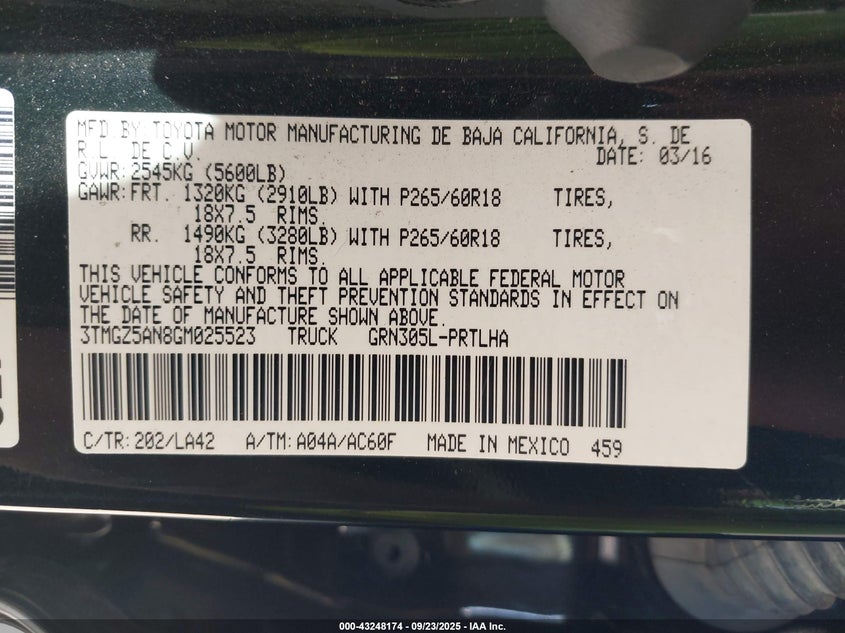 MFD.BY:TOYOTA MOTOR MANUFACTURING DE BAJA CALIFORNIA, S. DE
R.L. DE C.V. DATE: 03/16
GVWR:2545KG (5600LB)
GAWR:FRT. 1320KG (2910LB) WITH P265/60R18 TIRES,
18X7.5 RIMS.
RR. 1490KG (3280LB) WITH P265/60R18 TIRES,
18X7.5 RIMS.
THIS VEHICLE CONFORMS TO ALL APPLICABLE FEDERAL MOTOR
VEHICLE SAFETY AND THEFT PREVENTION STANDARDS IN EFFECT ON
THE DATE OF MANUFACTURE SHOWN ABOVE.
3TMGZ5AN8GM025523 TRUCK GRN305L-PRTLHA
C/TR:202/LA42 A/TM:A04A/AC60F MADE IN MEXICO 459
000-43248174 - 09/23/2025 - IAA Inc.